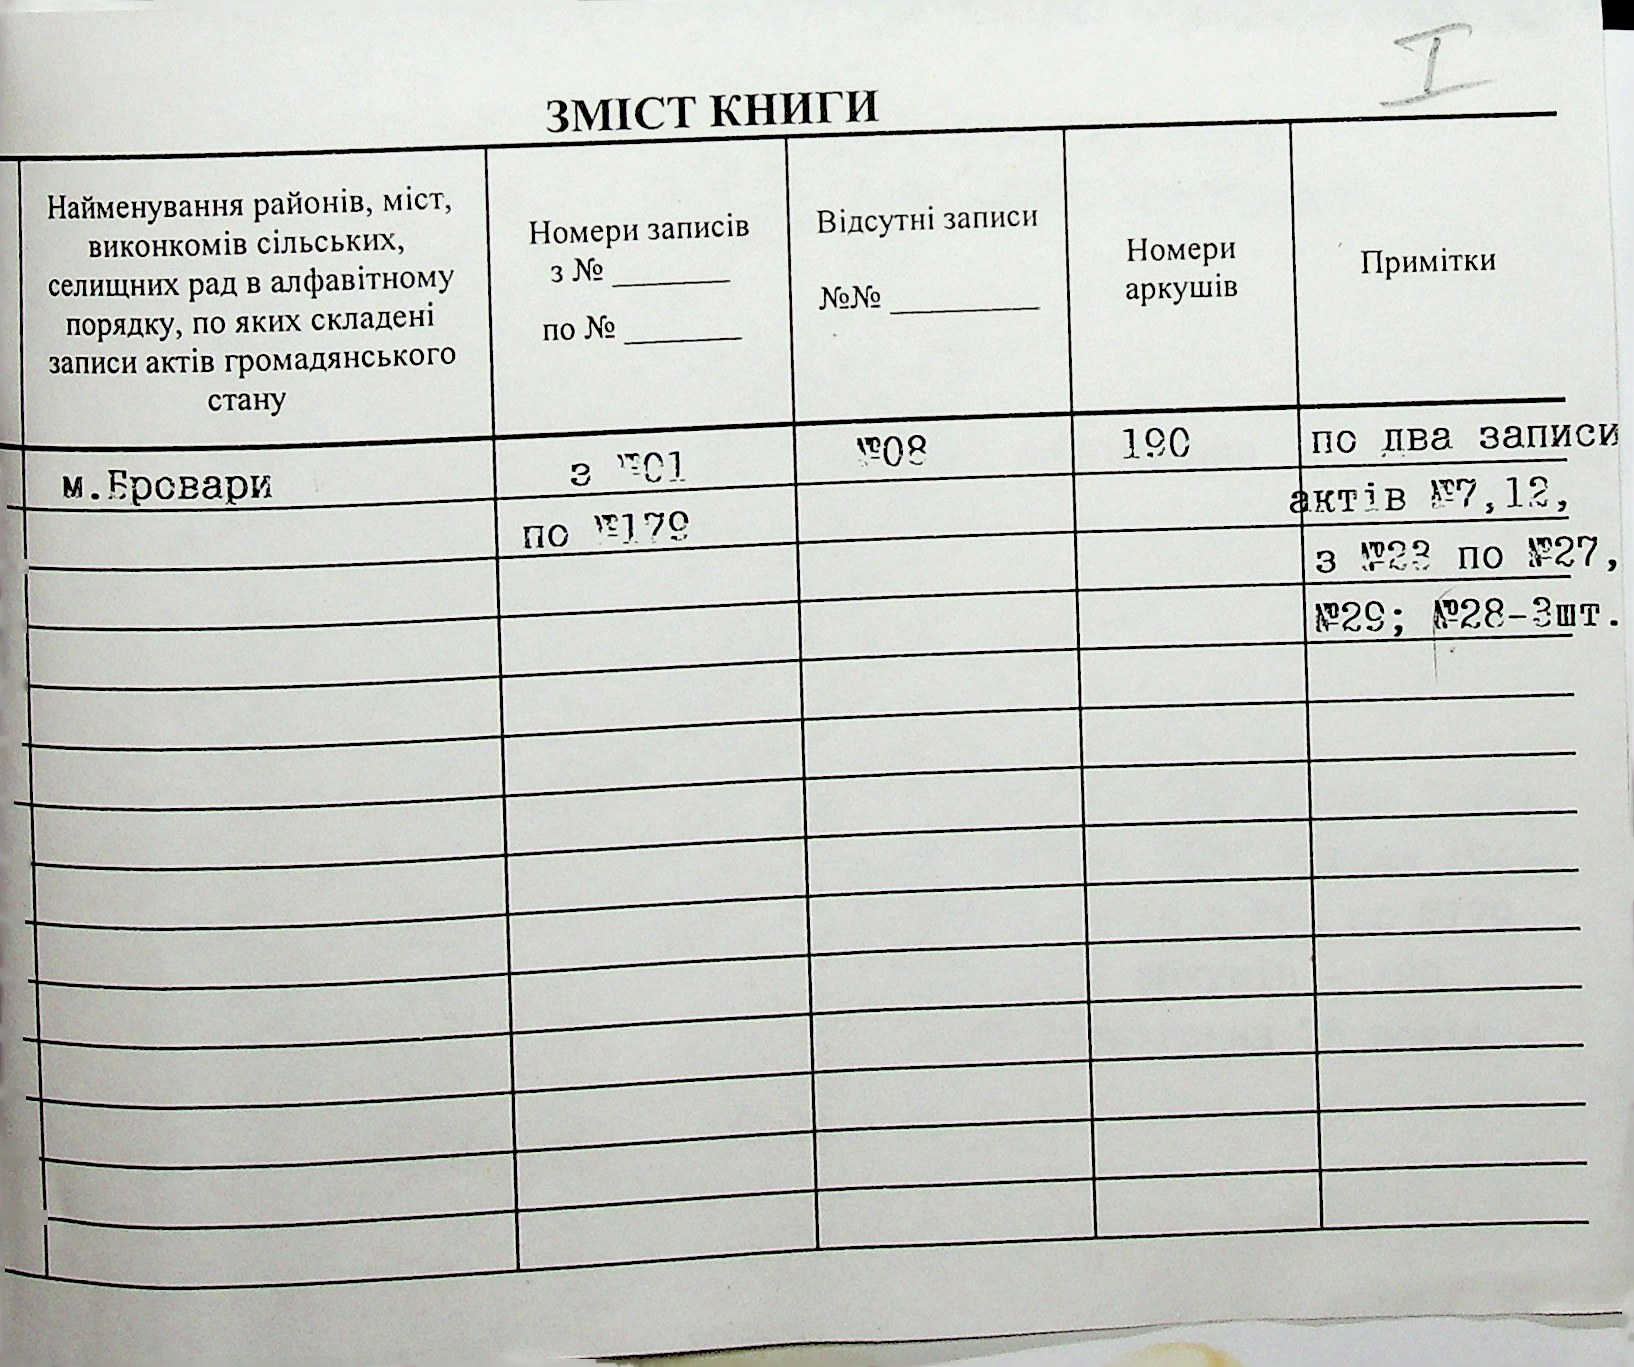 I
ЗМІСТ КНИГИ
Найменування районів, міст,
виконкомів сільських,
селищних рад в алфавітному
порядку, по яких складені
записи актів громадянського
стану
Номери записів
з № ________
по № ________
Відсутні записи
№№ __________
Номери
аркушів
Примітки
м.Бровари
з №01
по №179
№08
190
по два записи
актів №7,12,
з №23 по №27,
№29; №28-3шт.